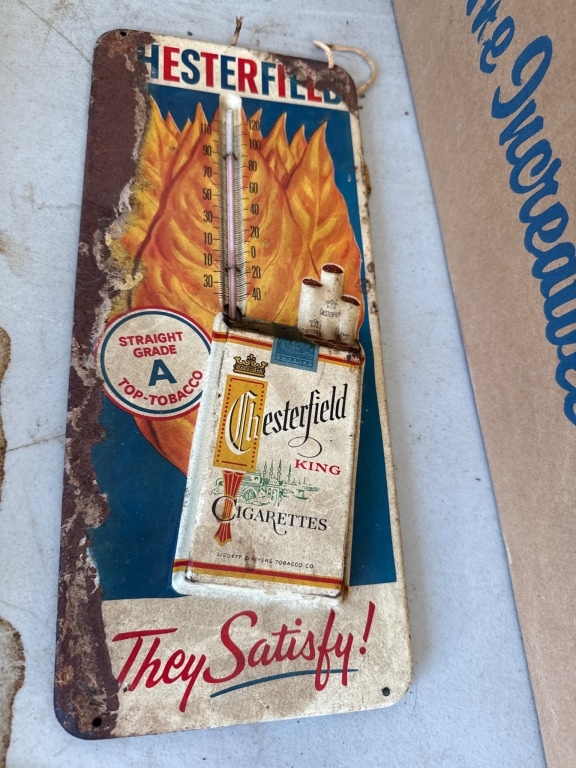 HESTERFIELD
110 120
90 100
70 80
50 60
30 40
10 20
10 0
30 20
40
STRAIGHT
GRADE
A
TOP-TOBACCO
Chesterfield
KING
CIGARETTES
LIGGETT & MYERS TOBACCO CO.
They Satisfy!
Increadible